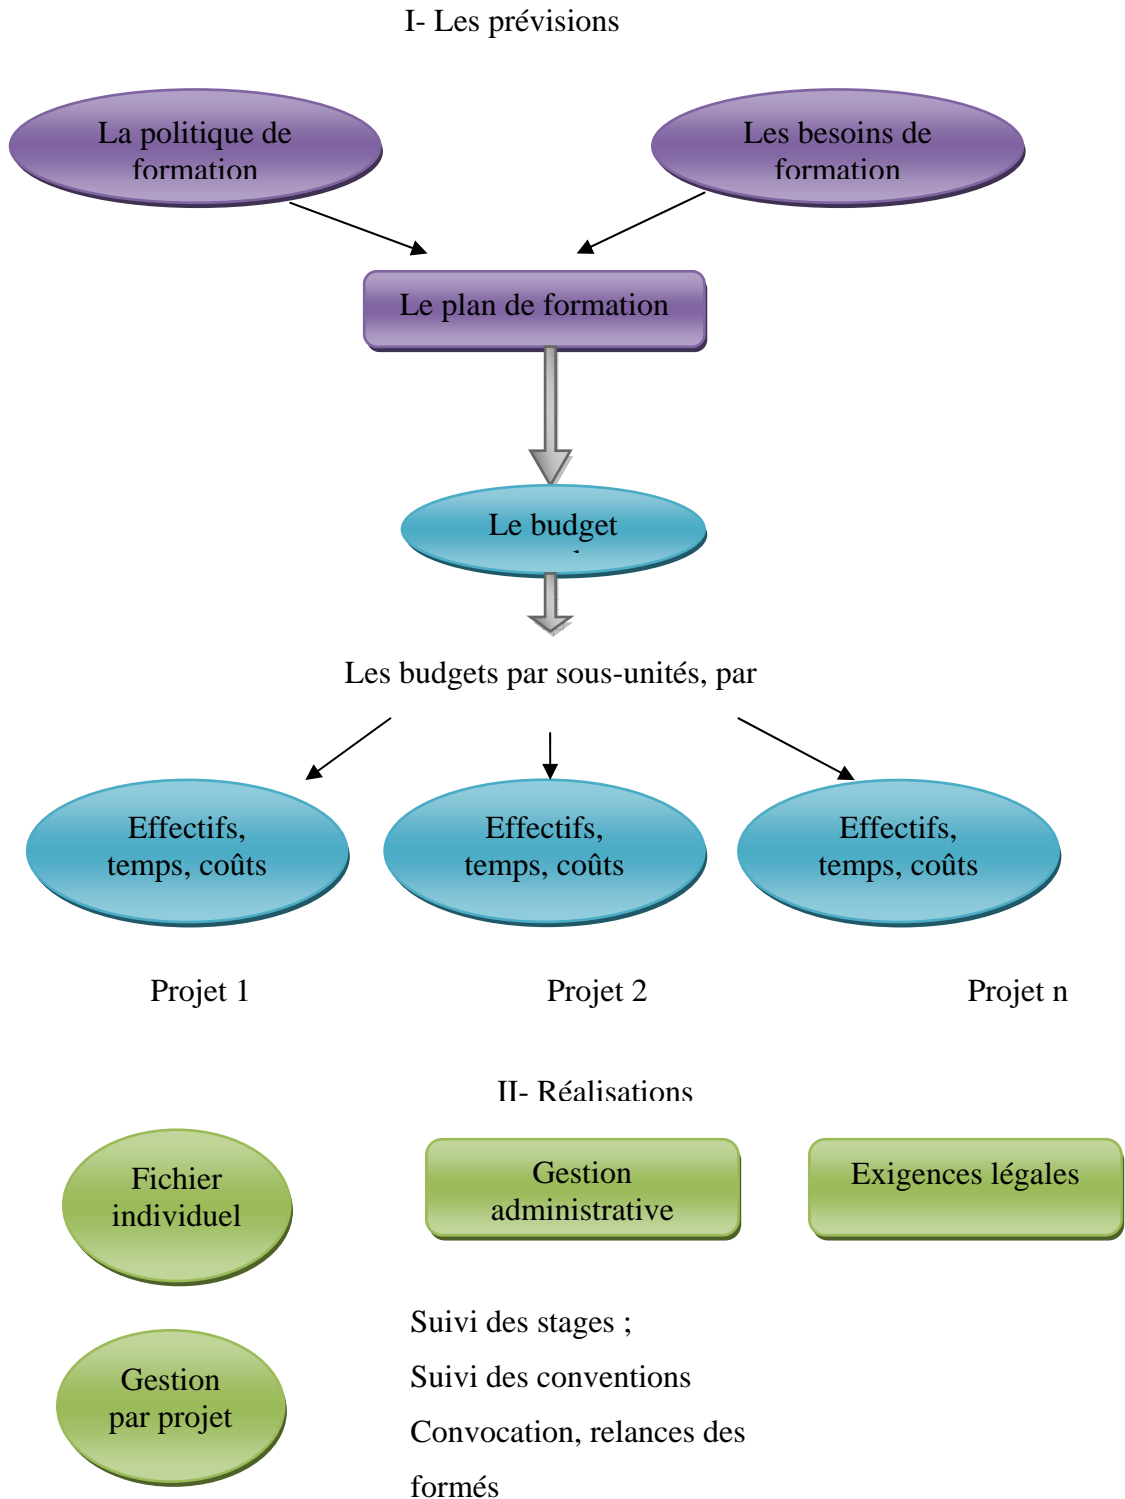 I- Les prévisions
La politique de
formation
Les besoins de
formation
Le plan de formation
Le budget
Les budgets par sous-unités, par
Effectifs,
temps, coûts
Effectifs,
temps, coûts
Effectifs,
temps, coûts
Projet 1
Projet 2
Projet n
II- Réalisations
Fichier
individuel
Gestion
administrative
Exigences légales
Gestion
par projet
Suivi des stages ;
Suivi des conventions
Convocation, relances des
formés